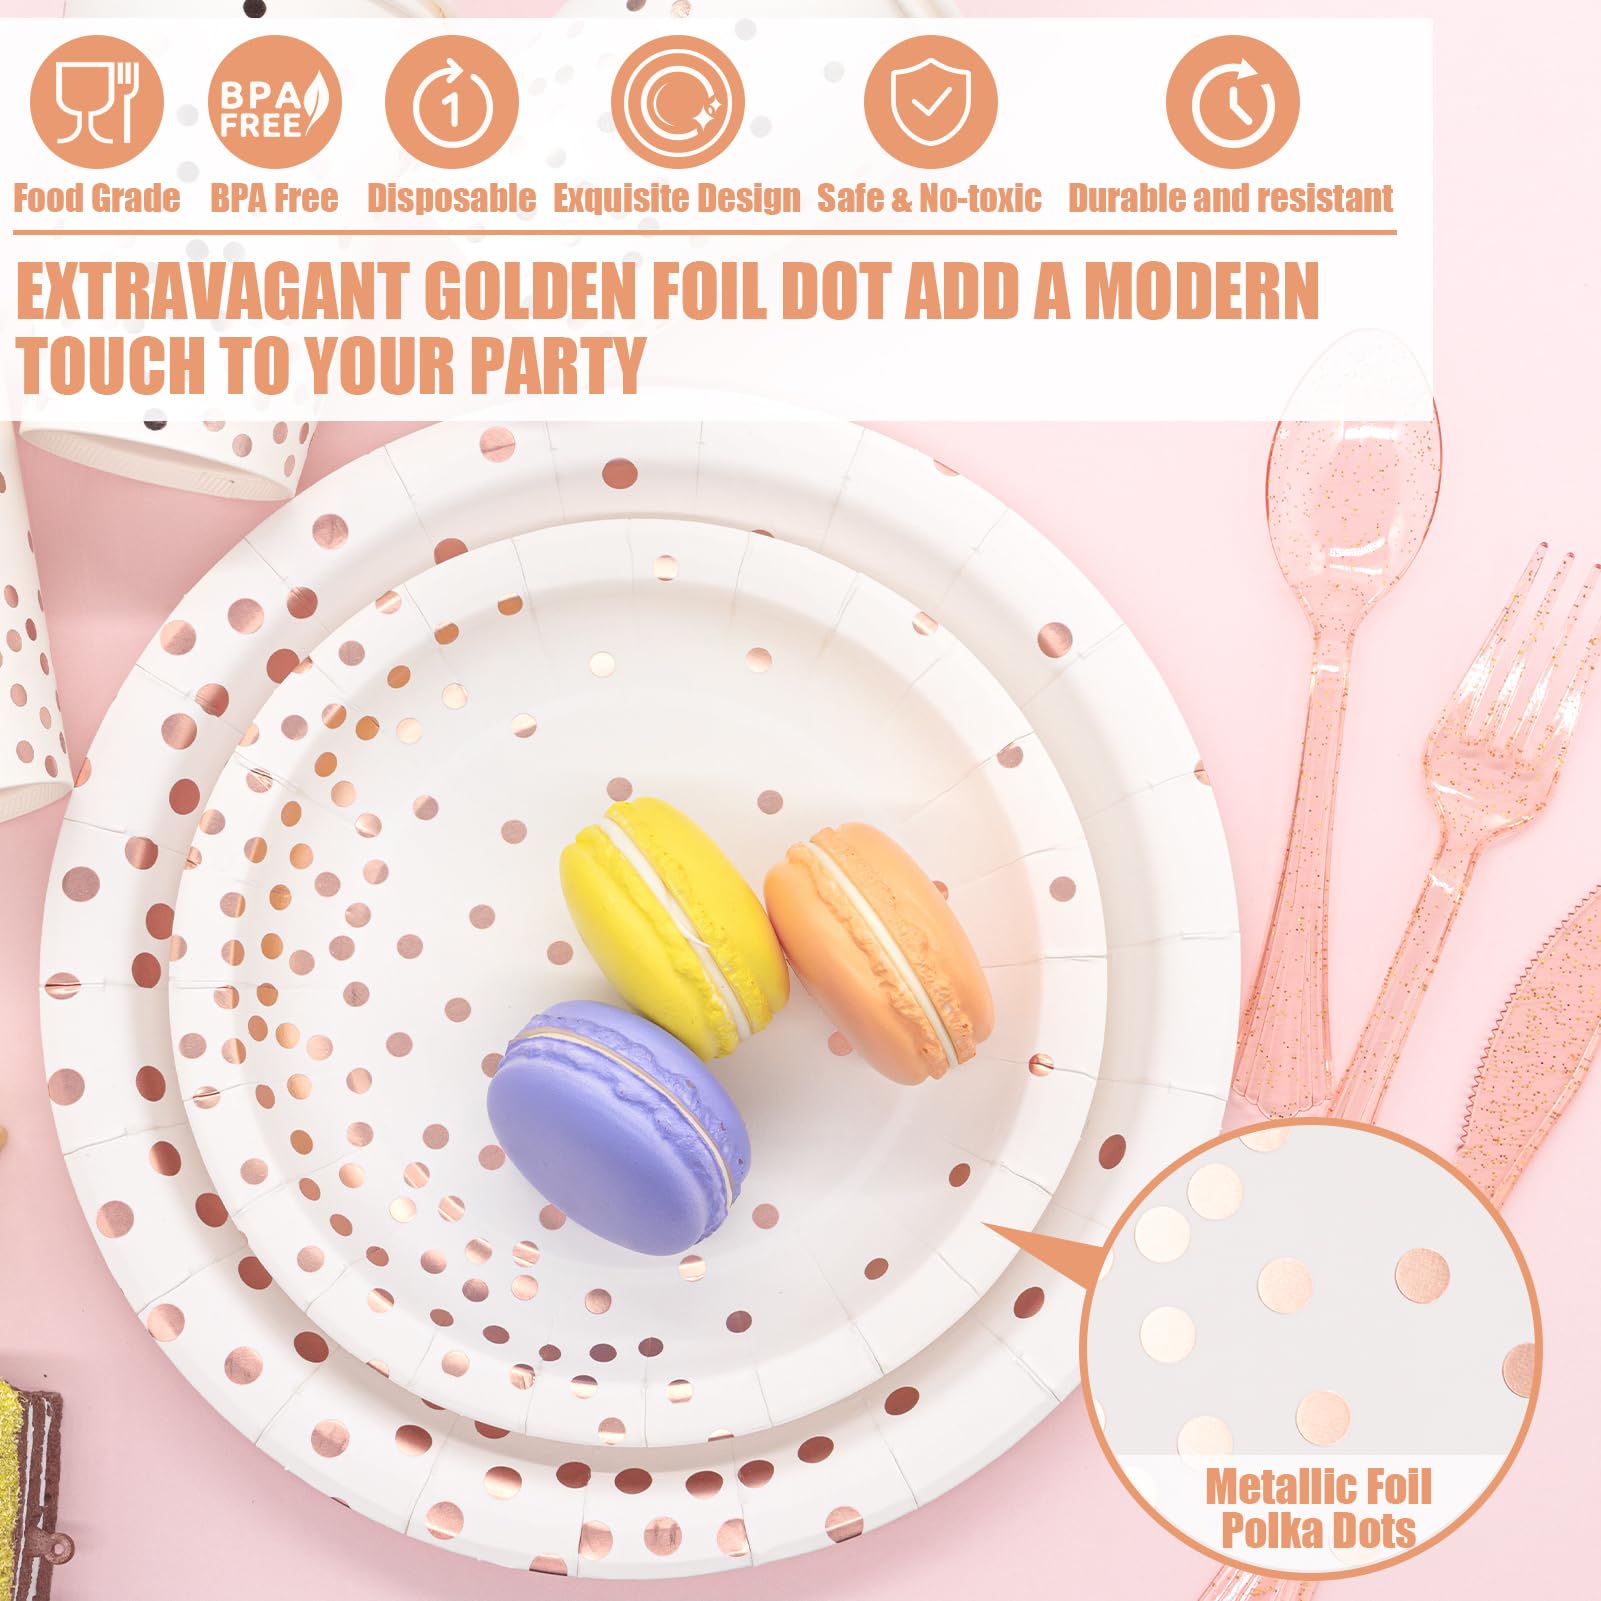 BPA
FREE
1
Food Grade
BPA Free
Disposable
Exquisite Design
Safe & No-toxic
Durable and resistant
EXTRAVAGANT GOLDEN FOIL DOT ADD A MODERN
TOUCH TO YOUR PARTY
Metallic Foil
Polka Dots